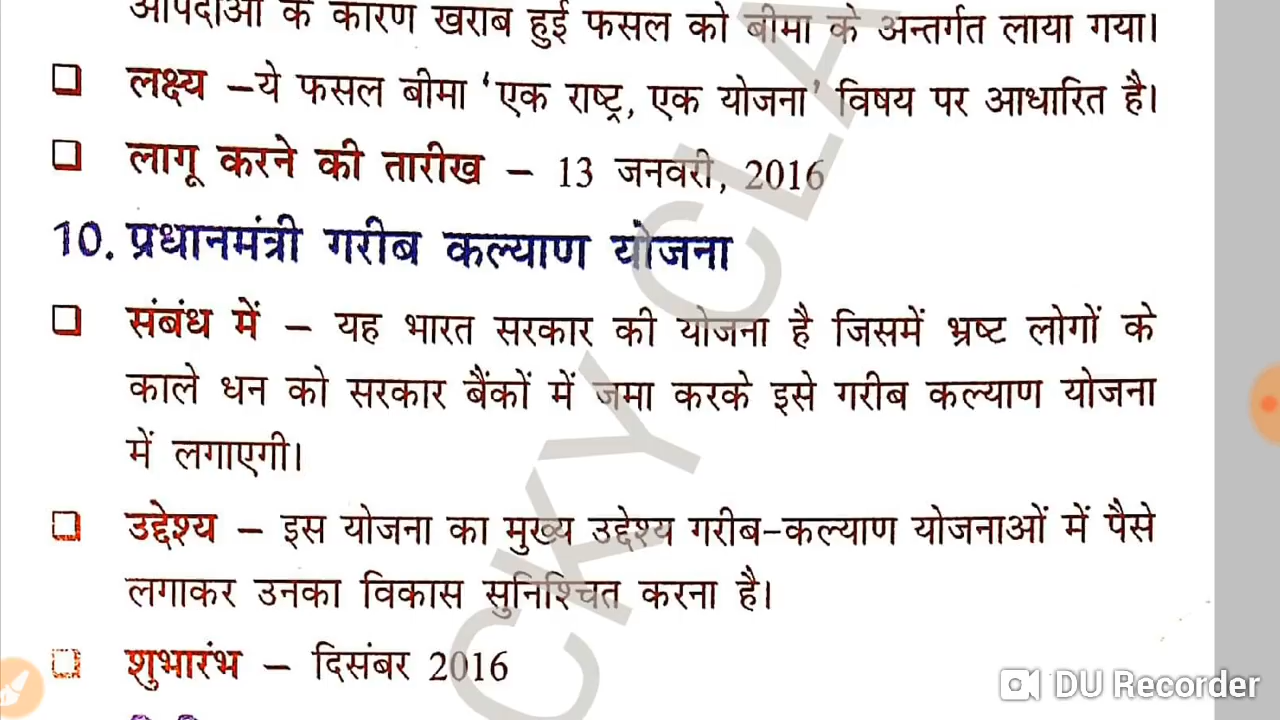 आपदाओं के कारण खराब हुई फसल को बीमा के अन्तर्गत लाया गया।
❑ लक्ष्य –ये फसल बीमा ‘एक राष्ट्र, एक योजना’ विषय पर आधारित है।
❑ लागू करने की तारीख – 13 जनवरी, 2016
10. प्रधानमंत्री गरीब कल्याण योजना
❑ संबंध में – यह भारत सरकार की योजना है जिसमें भ्रष्ट लोगों के
काले धन को सरकार बैंकों में जमा करके इसे गरीब कल्याण योजना
में लगाएगी।
❑ उद्देश्य – इस योजना का मुख्य उद्देश्य गरीब-कल्याण योजनाओं में पैसे
लगाकर उनका विकास सुनिश्चित करना है।
❑ शुभारंभ – दिसंबर 2016
CKY CLA
DU Recorder